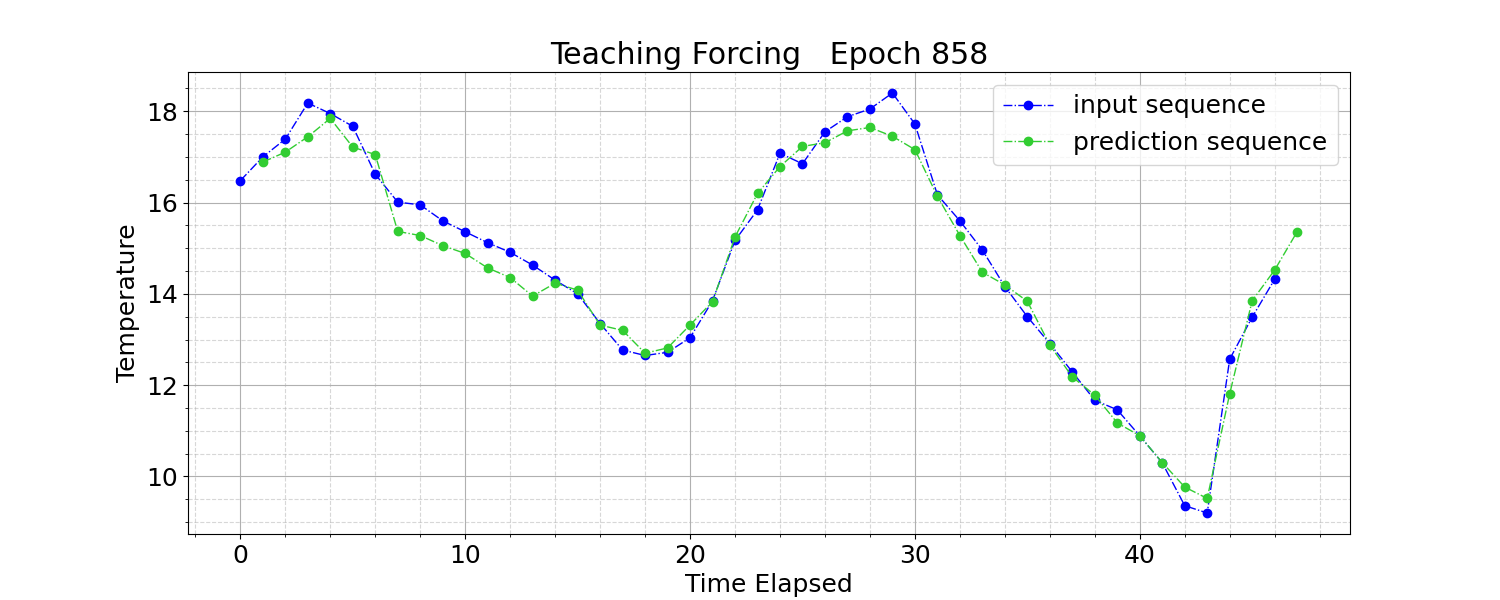 Teaching Forcing   Epoch 858
input sequence
prediction sequence
18
16
14
12
10
Temperature
0 10 20 30 40
Time Elapsed